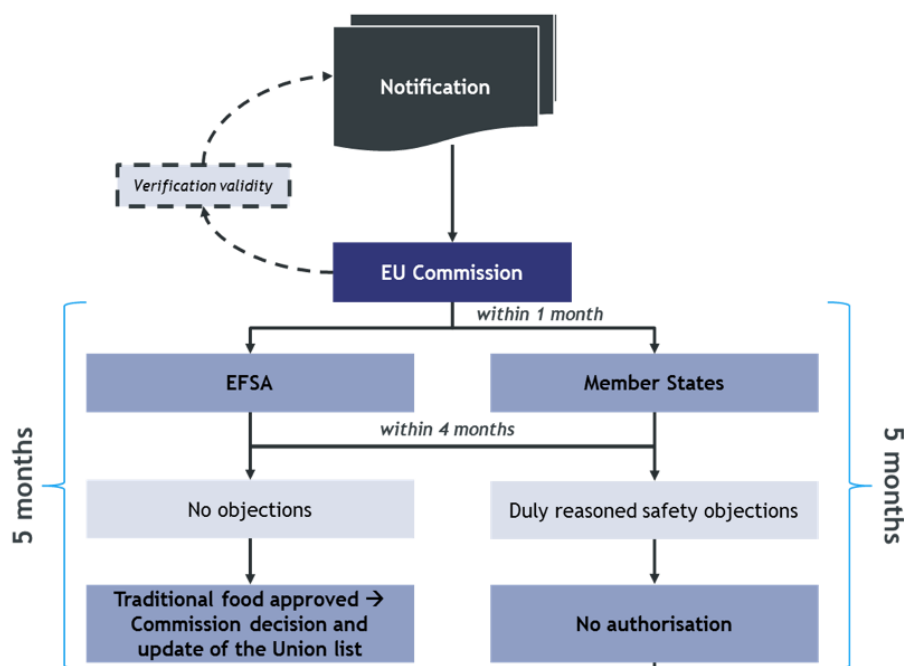 Notification
Verification validity
EU Commission
within 1 month
EFSA
Member States
within 4 months
5 months
5 months
No objections
Duly reasoned safety objections
Traditional food approved →
Commission decision and
update of the Union list
No authorisation